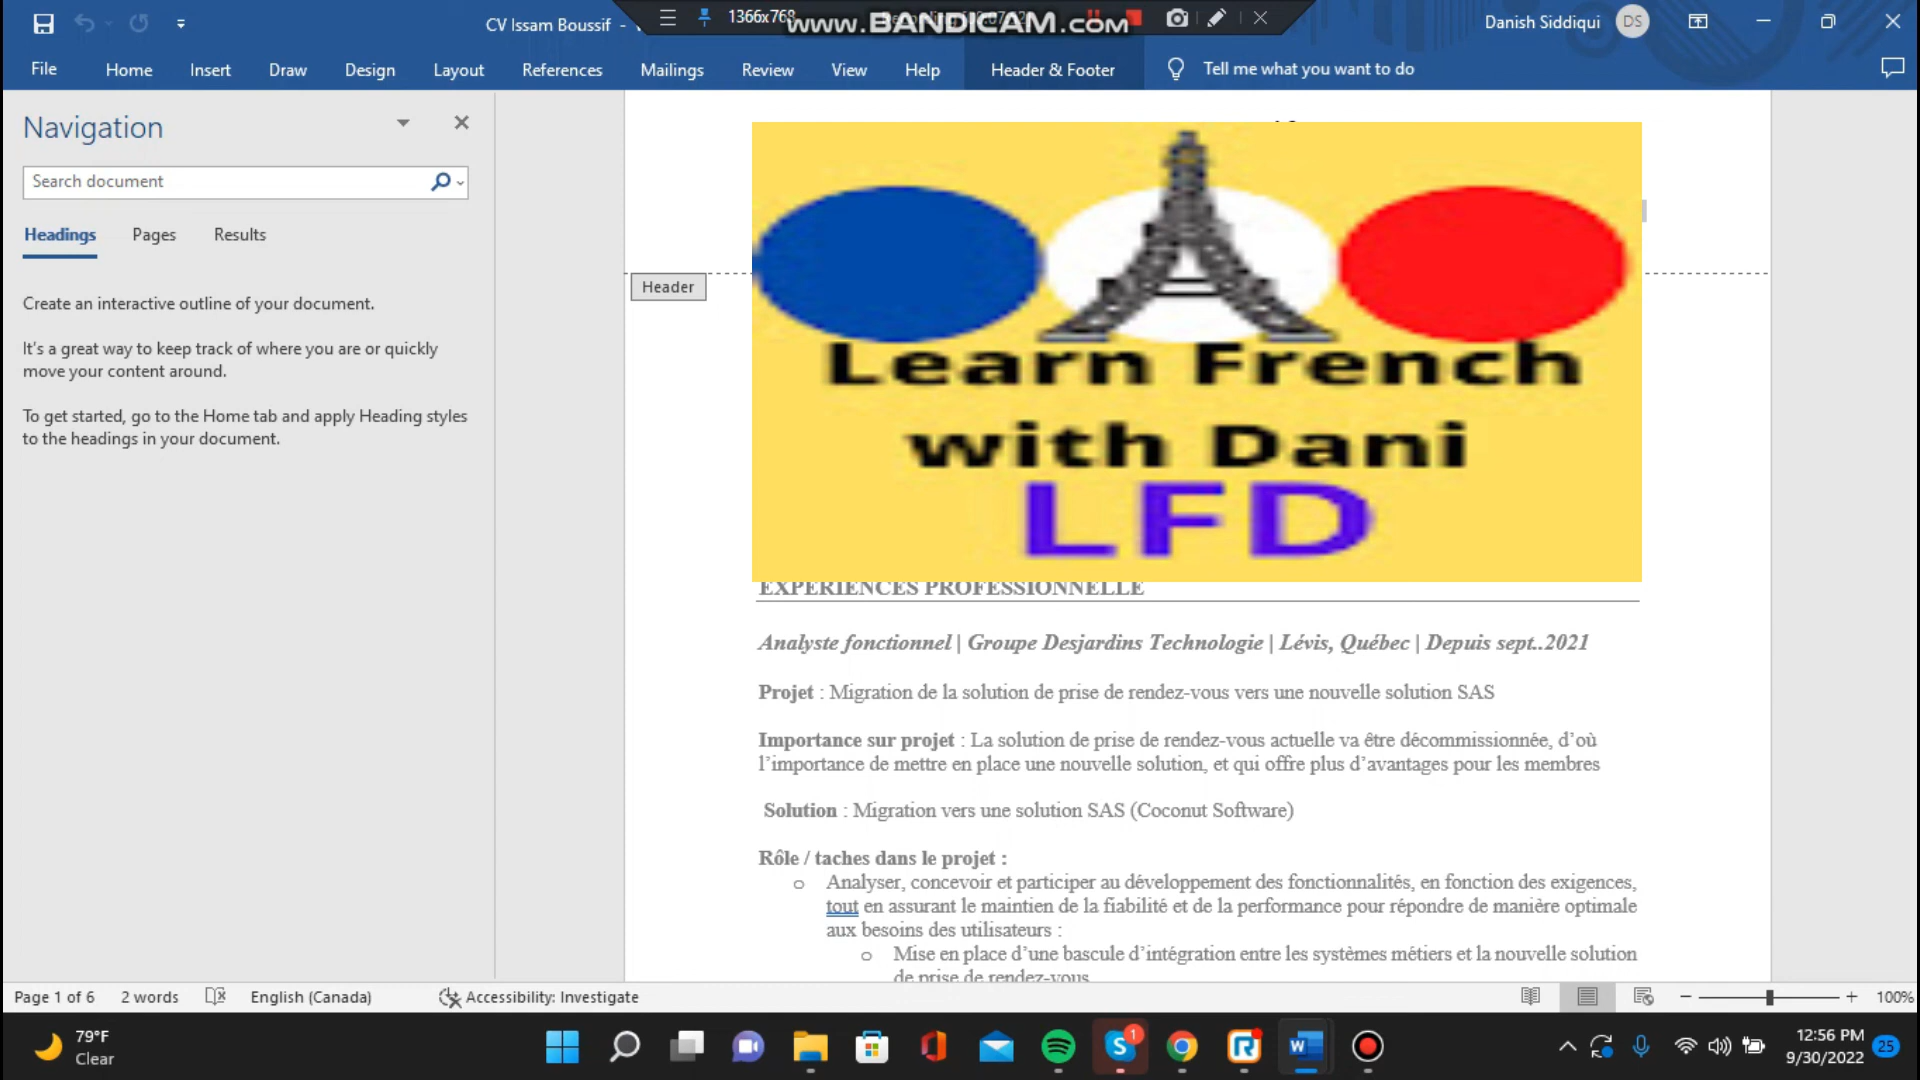 CV Issam Boussif -
1366x768
www.BANDICAM.com
Danish Siddiqui
DS
File
Home
Insert
Draw
Design
Layout
References
Mailings
Review
View
Help
Header & Footer
Tell me what you want to do
Navigation
Search document
Headings
Pages
Results
Create an interactive outline of your document.
It's a great way to keep track of where you are or quickly
move your content around.
To get started, go to the Home tab and apply Heading styles
to the headings in your document.
Header
Learn French
with Dani
LFD
EXPERIENCES PROFESSIONNELLE
Analyste fonctionnel | Groupe Desjardins Technologie | Lévis, Québec | Depuis sept..2021
Projet : Migration de la solution de prise de rendez-vous vers une nouvelle solution SAS
Importance sur projet : La solution de prise de rendez-vous actuelle va être décommissionnée, d'où
l'importance de mettre en place une nouvelle solution, et qui offre plus d'avantages pour les membres
Solution : Migration vers une solution SAS (Coconut Software)
Rôle / taches dans le projet :
o Analyser, concevoir et participer au développement des fonctionnalités, en fonction des exigences,
tout en assurant le maintien de la fiabilité et de la performance pour répondre de manière optimale
aux besoins des utilisateurs :
o Mise en place d'une bascule d'intégration entre les systèmes métiers et la nouvelle solution
de prise de rendez-vous
Page 1 of 6
2 words
English (Canada)
Accessibility: Investigate
100%
79°F
Clear
1
12:56 PM
9/30/2022
25